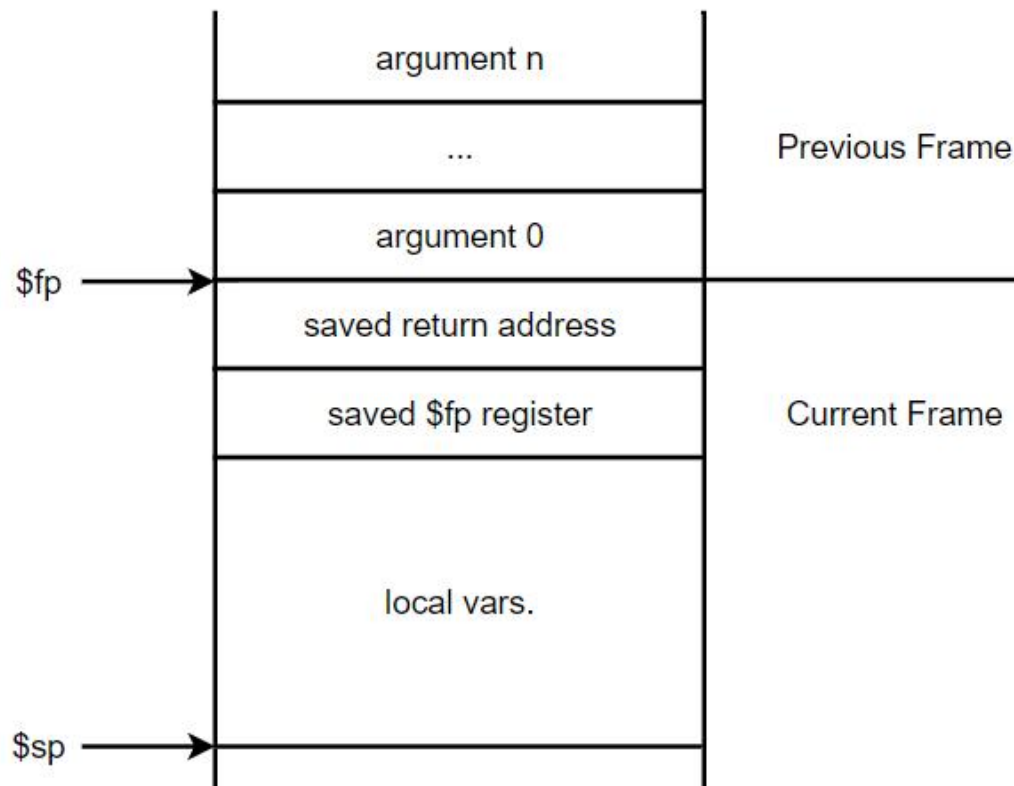 argument n
...
Previous Frame
argument 0
$fp
saved return address
saved $fp register
Current Frame
local vars.
$sp